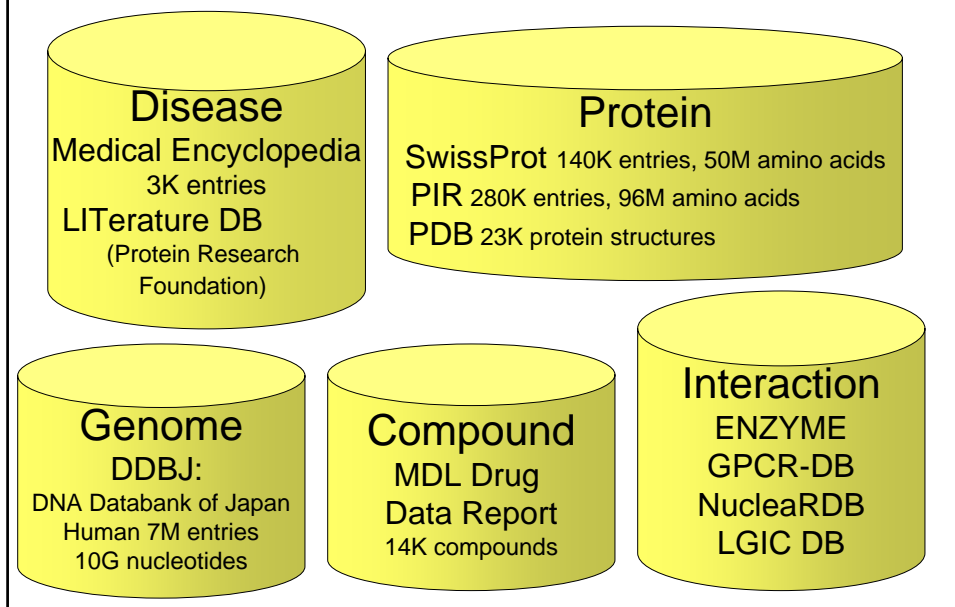 Disease
Medical Encyclopedia
3K entries
LITerature DB
(Protein Research
Foundation)
Protein
SwissProt 140K entries, 50M amino acids
PIR 280K entries, 96M amino acids
PDB 23K protein structures
Genome
DDBJ:
DNA Databank of Japan
Human 7M entries
10G nucleotides
Compound
MDL Drug
Data Report
14K compounds
Interaction
ENZYME
GPCR-DB
NucleaRDB
LGIC DB